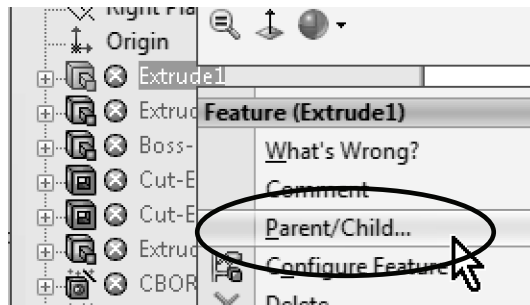 Right Pla
Origin
Extrude1
Extrud
Feature (Extrude1)
Boss-
What's Wrong?
Cut-E
Comment
Cut-E
Parent/Child...
Extrud
Configure Feature
CBOR
Delete